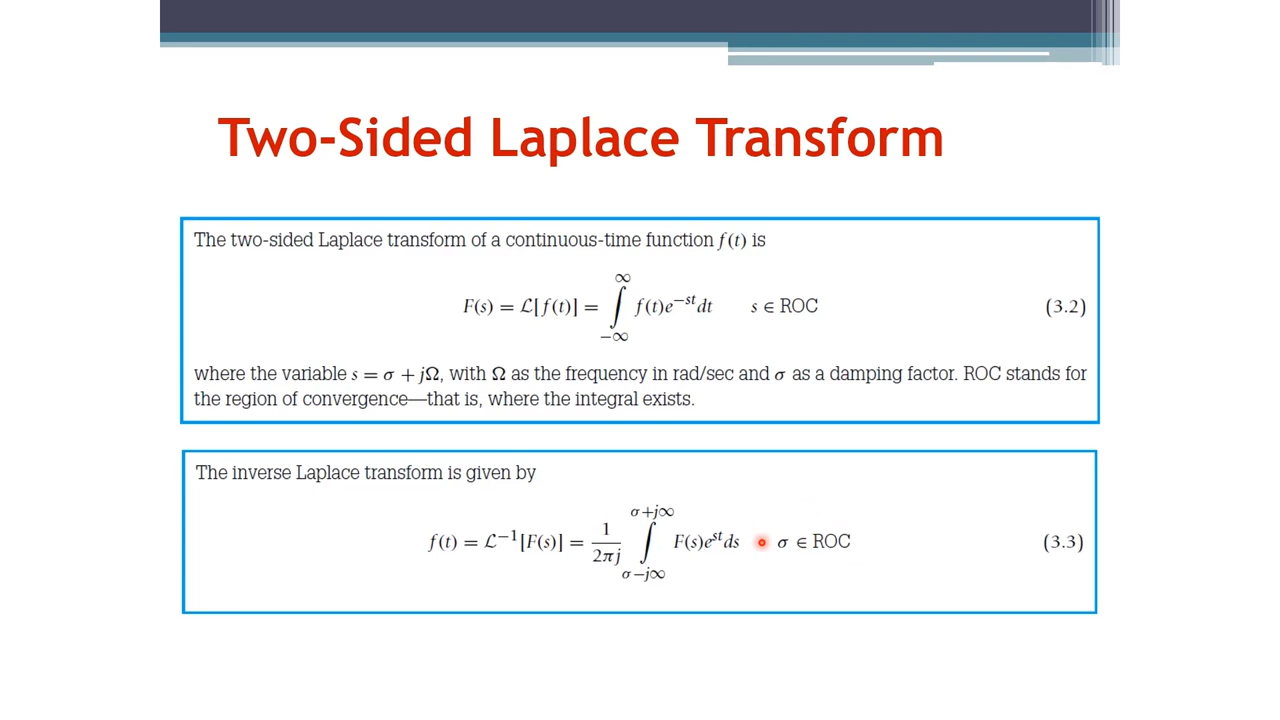 Two-Sided Laplace Transform
The two-sided Laplace transform of a continuous-time function f(t) is
F(s) = ℒ[f(t)] = ∫_{−∞}^{∞} f(t)e^{−st}dt s ∈ ROC (3.2)
where the variable s = σ + jΩ, with Ω as the frequency in rad/sec and σ as a damping factor. ROC stands for
the region of convergence—that is, where the integral exists.
The inverse Laplace transform is given by
f(t) = ℒ^{−1}[F(s)] = \frac{1}{2πj} ∫_{σ−j∞}^{σ+j∞} F(s)e^{st}ds σ ∈ ROC (3.3)